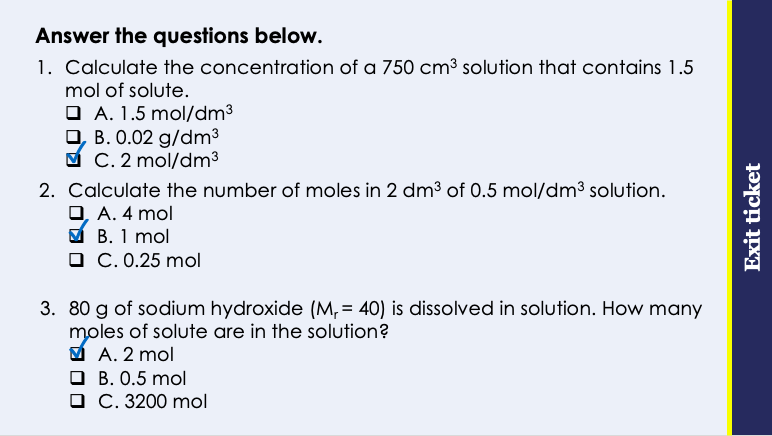 Answer the questions below.
1. Calculate the concentration of a 750 cm³ solution that contains 1.5
mol of solute.
A. 1.5 mol/dm³
B. 0.02 g/dm³
C. 2 mol/dm³
2. Calculate the number of moles in 2 dm³ of 0.5 mol/dm³ solution.
A. 4 mol
B. 1 mol
C. 0.25 mol
3. 80 g of sodium hydroxide (Mᵣ = 40) is dissolved in solution. How many
moles of solute are in the solution?
A. 2 mol
B. 0.5 mol
C. 3200 mol
Exit ticket